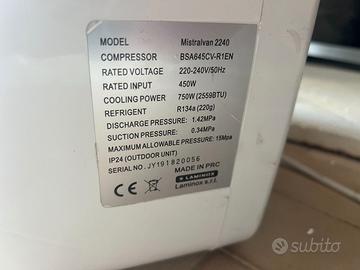 MODEL Mistralvan 2240
COMPRESSOR BSA645CV-R1EN
RATED VOLTAGE 220-240V/50Hz
RATED INPUT 450W
COOLING POWER 750W (2559BTU)
REFRIGENT R134a (220g)
DISCHARGE PRESSURE: 1.42MPA
SUCTION PRESSURE: 0.34MPA
MAXIMUM ALLOWABLE PRESSURE: 15Mpa
IP24 (OUTDOOR UNIT)
SERIAL NO. JY191820056
CE
MADE IN PRC
LAMINOX
Laminox s.r.l.
subito